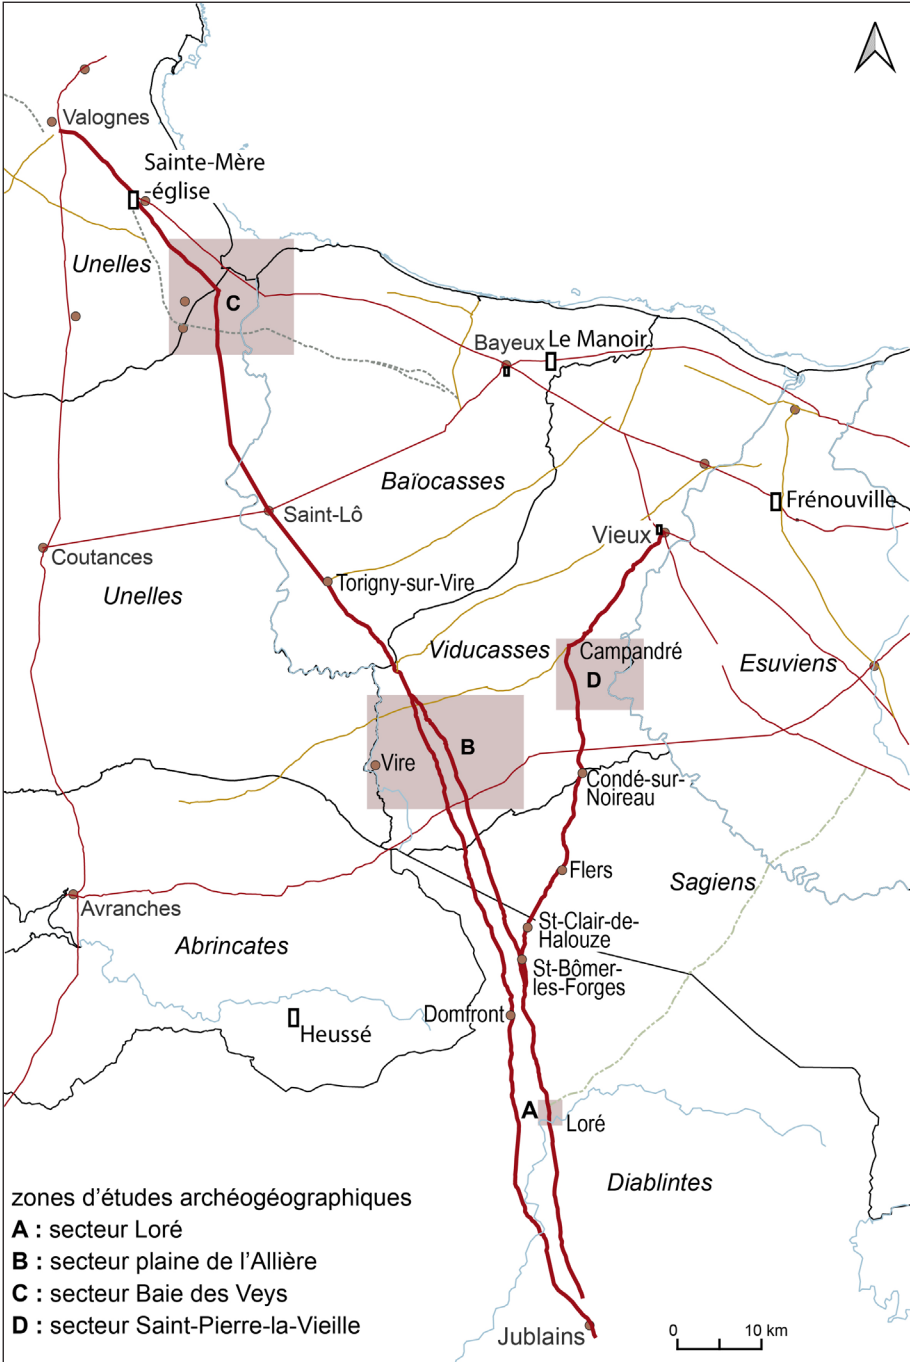 Valognes
Sainte-Mère
-église
Unelles
C
Bayeux
Le Manoir
Baïocasses
Frénouville
Saint-Lô
Vieux
Coutances
Torigny-sur-Vire
Unelles
Viducasses
Campandré
Esuviens
D
B
Vire
Condé-sur-
Noireau
Flers
Sagiens
Avranches
St-Clair-de-
Halouze
Abrincates
St-Bômer-
les-Forges
Domfront
Heussé
A
Loré
Diablintes
zones d’études archéogéographiques
A : secteur Loré
B : secteur plaine de l’Allière
C : secteur Baie des Veys
D : secteur Saint-Pierre-la-Vieille
Jublains
0 10 km